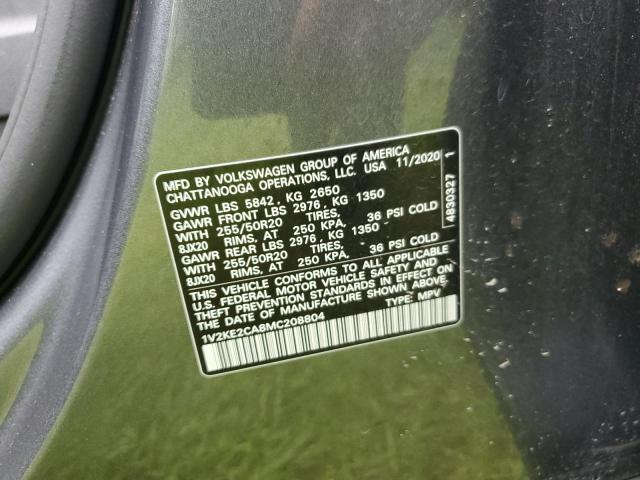 MFD BY VOLKSWAGEN GROUP OF AMERICA
CHATTANOOGA OPERATIONS, LLC. USA 11/2020
GVWR LBS 5842, KG 2650
GAWR FRONT LBS 2976, KG 1350
WITH 255/50R20 TIRES,
8JX20 RIMS, AT 250 KPA, 36 PSI COLD
GAWR REAR LBS 2976, KG 1350
WITH 255/50R20 TIRES,
8JX20 RIMS, AT 250 KPA, 36 PSI COLD
THIS VEHICLE CONFORMS TO ALL APPLICABLE
U.S. FEDERAL MOTOR VEHICLE SAFETY AND
THEFT PREVENTION STANDARDS IN EFFECT ON
THE DATE OF MANUFACTURE SHOWN ABOVE.
1V2KE2CA8MC208804 TYPE: MPV
4830327 1